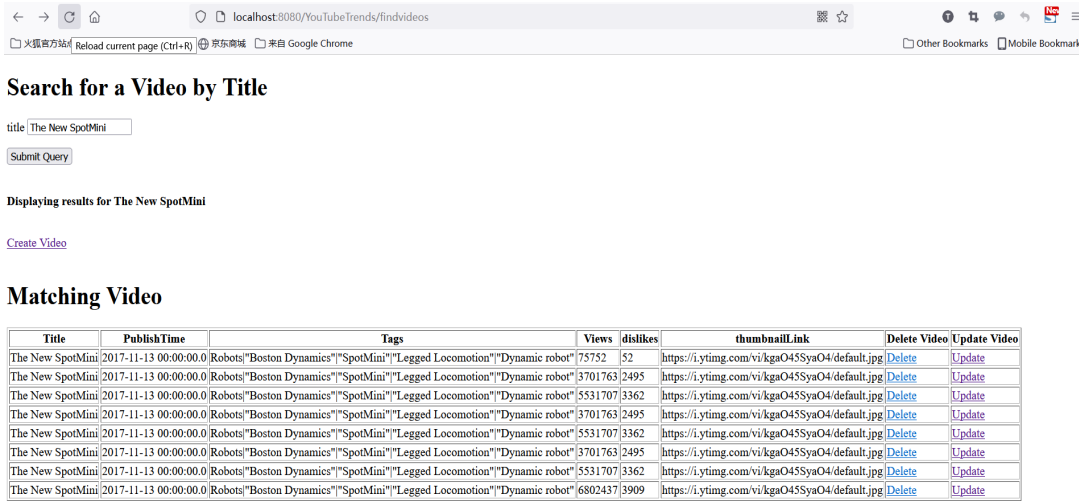 localhost:8080/YouTubeTrends/findvideos
New
火狐官方站点 Reload current page (Ctrl+R) 京东商城 来自 Google Chrome Other Bookmarks Mobile Bookmark
Search for a Video by Title
title The New SpotMini
Submit Query
Displaying results for The New SpotMini
Create Video
Matching Video
Title PublishTime Tags Views dislikes thumbnailLink Delete Video Update Video
The New SpotMini 2017-11-13 00:00:00.0 Robots|"Boston Dynamics"|"SpotMini"|"Legged Locomotion"|"Dynamic robot" 75752 52 https://i.ytimg.com/vi/kgaO45SyaO4/default.jpg Delete Update
The New SpotMini 2017-11-13 00:00:00.0 Robots|"Boston Dynamics"|"SpotMini"|"Legged Locomotion"|"Dynamic robot" 3701763 2495 https://i.ytimg.com/vi/kgaO45SyaO4/default.jpg Delete Update
The New SpotMini 2017-11-13 00:00:00.0 Robots|"Boston Dynamics"|"SpotMini"|"Legged Locomotion"|"Dynamic robot" 5531707 3362 https://i.ytimg.com/vi/kgaO45SyaO4/default.jpg Delete Update
The New SpotMini 2017-11-13 00:00:00.0 Robots|"Boston Dynamics"|"SpotMini"|"Legged Locomotion"|"Dynamic robot" 3701763 2495 https://i.ytimg.com/vi/kgaO45SyaO4/default.jpg Delete Update
The New SpotMini 2017-11-13 00:00:00.0 Robots|"Boston Dynamics"|"SpotMini"|"Legged Locomotion"|"Dynamic robot" 5531707 3362 https://i.ytimg.com/vi/kgaO45SyaO4/default.jpg Delete Update
The New SpotMini 2017-11-13 00:00:00.0 Robots|"Boston Dynamics"|"SpotMini"|"Legged Locomotion"|"Dynamic robot" 3701763 2495 https://i.ytimg.com/vi/kgaO45SyaO4/default.jpg Delete Update
The New SpotMini 2017-11-13 00:00:00.0 Robots|"Boston Dynamics"|"SpotMini"|"Legged Locomotion"|"Dynamic robot" 5531707 3362 https://i.ytimg.com/vi/kgaO45SyaO4/default.jpg Delete Update
The New SpotMini 2017-11-13 00:00:00.0 Robots|"Boston Dynamics"|"SpotMini"|"Legged Locomotion"|"Dynamic robot" 6802437 3909 https://i.ytimg.com/vi/kgaO45SyaO4/default.jpg Delete Update